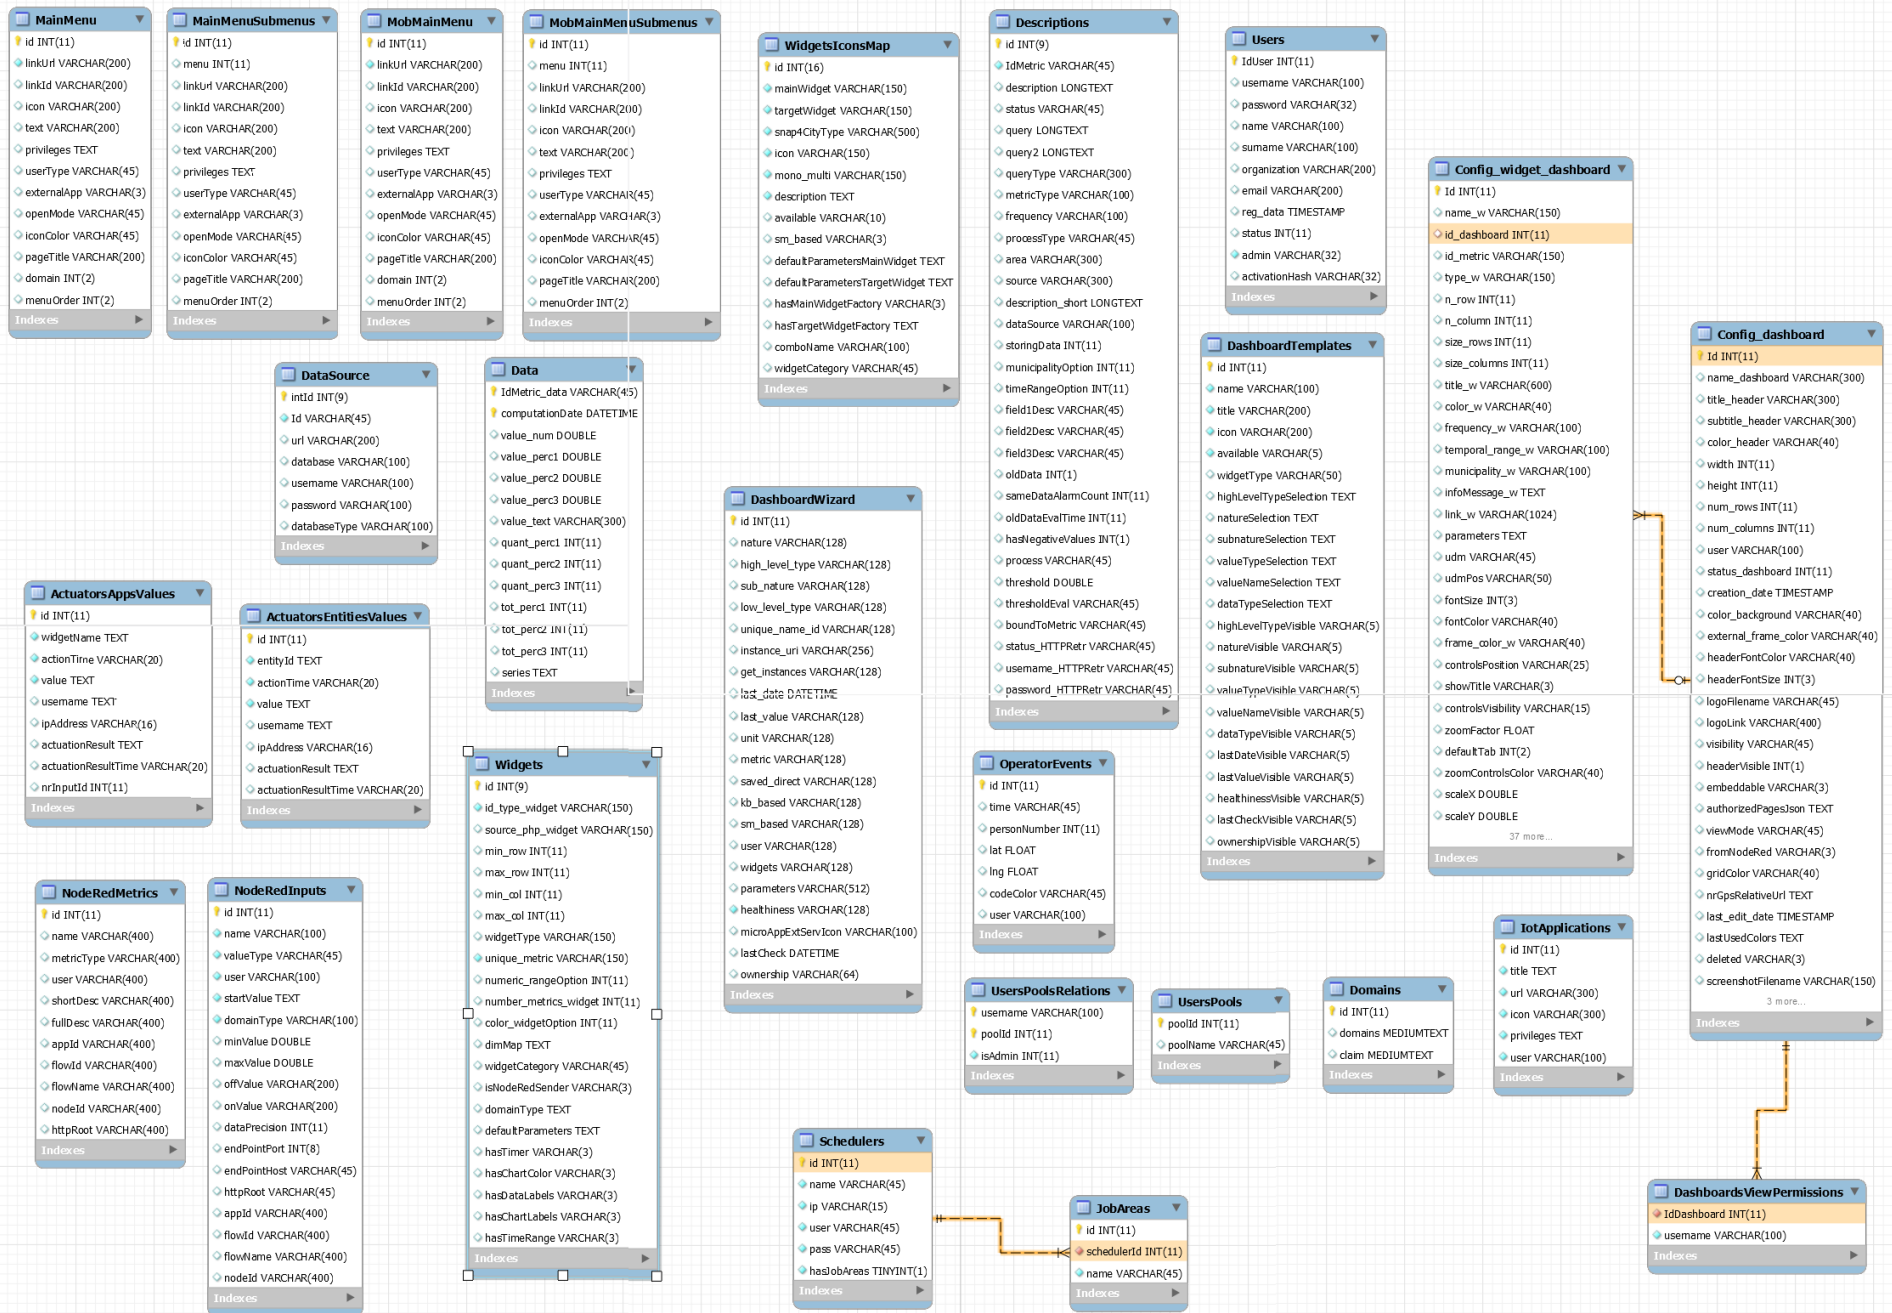 MainMenu
id INT(11)
linkUrl VARCHAR(200)
linkId VARCHAR(200)
icon VARCHAR(200)
text VARCHAR(200)
privileges TEXT
userType VARCHAR(45)
externalApp VARCHAR(3)
openMode VARCHAR(45)
iconColor VARCHAR(45)
pageTitle VARCHAR(200)
domain INT(2)
menuOrder INT(2)
Indexes
MainMenuSubmenus
id INT(11)
menu INT(11)
linkUrl VARCHAR(200)
linkId VARCHAR(200)
icon VARCHAR(200)
text VARCHAR(200)
privileges TEXT
userType VARCHAR(45)
externalApp VARCHAR(3)
openMode VARCHAR(45)
iconColor VARCHAR(45)
pageTitle VARCHAR(200)
menuOrder INT(2)
Indexes
MobMainMenu
id INT(11)
linkUrl VARCHAR(200)
linkId VARCHAR(200)
icon VARCHAR(200)
text VARCHAR(200)
privileges TEXT
userType VARCHAR(45)
externalApp VARCHAR(3)
openMode VARCHAR(45)
iconColor VARCHAR(45)
pageTitle VARCHAR(200)
domain INT(2)
menuOrder INT(2)
Indexes
MobMainMenuSubmenus
id INT(11)
menu INT(11)
linkUrl VARCHAR(200)
linkId VARCHAR(200)
icon VARCHAR(200)
text VARCHAR(200)
privileges TEXT
userType VARCHAR(45)
externalApp VARCHAR(3)
openMode VARCHAR(45)
iconColor VARCHAR(45)
pageTitle VARCHAR(200)
menuOrder INT(2)
Indexes
WidgetsIconsMap
id INT(16)
mainWidget VARCHAR(150)
targetWidget VARCHAR(150)
snap4CityType VARCHAR(500)
icon VARCHAR(150)
mono_multi VARCHAR(150)
description TEXT
available VARCHAR(10)
sm_based VARCHAR(3)
defaultParametersMainWidget TEXT
defaultParametersTargetWidget TEXT
hasMainWidgetFactory VARCHAR(3)
hasTargetWidgetFactory TEXT
comboName VARCHAR(100)
widgetCategory VARCHAR(45)
Indexes
Descriptions
id INT(9)
IdMetric VARCHAR(45)
description LONGTEXT
status VARCHAR(45)
query LONGTEXT
query2 LONGTEXT
queryType VARCHAR(300)
metricType VARCHAR(100)
frequency VARCHAR(100)
processType VARCHAR(45)
area VARCHAR(300)
source VARCHAR(300)
description_short LONGTEXT
dataSource VARCHAR(100)
storingData INT(11)
municipalityOption INT(11)
timeRangeOption INT(11)
field1Desc VARCHAR(45)
field2Desc VARCHAR(45)
field3Desc VARCHAR(45)
oldData INT(1)
sameDataAlarmCount INT(11)
oldDataEvalTime INT(11)
hasNegativeValues INT(1)
process VARCHAR(45)
threshold DOUBLE
thresholdEval VARCHAR(45)
boundToMetric VARCHAR(45)
status_HTTPRetr VARCHAR(45)
username_HTTPRetr VARCHAR(45)
password_HTTPRetr VARCHAR(45)
Indexes
Users
IdUser INT(11)
username VARCHAR(100)
password VARCHAR(32)
name VARCHAR(100)
surname VARCHAR(100)
organization VARCHAR(200)
email VARCHAR(200)
reg_data TIMESTAMP
status INT(11)
admin VARCHAR(32)
activationHash VARCHAR(32)
Indexes
Config_widget_dashboard
Id INT(11)
name_w VARCHAR(150)
id_dashboard INT(11)
id_metric VARCHAR(150)
type_w VARCHAR(150)
n_row INT(11)
n_column INT(11)
size_rows INT(11)
size_columns INT(11)
title_w VARCHAR(600)
color_w VARCHAR(40)
frequency_w VARCHAR(100)
temporal_range_w VARCHAR(100)
municipality_w VARCHAR(100)
infoMessage_w TEXT
link_w VARCHAR(1024)
parameters TEXT
udm VARCHAR(45)
udmPos VARCHAR(50)
fontSize INT(3)
fontColor VARCHAR(40)
frame_color_w VARCHAR(40)
controlsPosition VARCHAR(25)
showTitle VARCHAR(3)
controlsVisibility VARCHAR(15)
zoomFactor FLOAT
defaultTab INT(2)
zoomControlsColor VARCHAR(40)
scaleX DOUBLE
scaleY DOUBLE
37 more...
Indexes
Config_dashboard
Id INT(11)
name_dashboard VARCHAR(300)
title_header VARCHAR(300)
subtitle_header VARCHAR(300)
color_header VARCHAR(40)
width INT(11)
height INT(11)
num_rows INT(11)
num_columns INT(11)
user VARCHAR(100)
status_dashboard INT(11)
creation_date TIMESTAMP
color_background VARCHAR(40)
external_frame_color VARCHAR(40)
headerFontColor VARCHAR(40)
headerFontSize INT(3)
logoFilename VARCHAR(45)
logoLink VARCHAR(400)
visibility VARCHAR(45)
headerVisible INT(1)
embeddable VARCHAR(3)
authorizedPagesJson TEXT
viewMode VARCHAR(45)
fromNodeRed VARCHAR(3)
gridColor VARCHAR(40)
nrGpsRelativeUrl TEXT
last_edit_date TIMESTAMP
lastUsedColors TEXT
deleted VARCHAR(3)
screenshotFilename VARCHAR(150)
3 more...
Indexes
DataSource
intId INT(9)
Id VARCHAR(45)
url VARCHAR(200)
database VARCHAR(100)
username VARCHAR(100)
password VARCHAR(100)
databaseType VARCHAR(100)
Indexes
Data
IdMetric_data VARCHAR(45)
computationDate DATETIME
value_num DOUBLE
value_perc1 DOUBLE
value_perc2 DOUBLE
value_perc3 DOUBLE
value_text VARCHAR(300)
quant_perc1 INT(11)
quant_perc2 INT(11)
quant_perc3 INT(11)
tot_perc1 INT(11)
tot_perc2 INT(11)
tot_perc3 INT(11)
series TEXT
Indexes
DashboardTemplates
id INT(11)
name VARCHAR(100)
title VARCHAR(200)
icon VARCHAR(200)
available VARCHAR(5)
widgetType VARCHAR(50)
highLevelTypeSelection TEXT
natureSelection TEXT
subnatureSelection TEXT
valueTypeSelection TEXT
valueNameSelection TEXT
dataTypeSelection TEXT
highLevelTypeVisible VARCHAR(5)
natureVisible VARCHAR(5)
subnatureVisible VARCHAR(5)
valueTypeVisible VARCHAR(5)
valueNameVisible VARCHAR(5)
dataTypeVisible VARCHAR(5)
lastDateVisible VARCHAR(5)
lastValueVisible VARCHAR(5)
healthinessVisible VARCHAR(5)
lastCheckVisible VARCHAR(5)
ownershipVisible VARCHAR(5)
Indexes
DashboardWizard
id INT(11)
nature VARCHAR(128)
high_level_type VARCHAR(128)
sub_nature VARCHAR(128)
low_level_type VARCHAR(128)
unique_name_id VARCHAR(128)
instance_uri VARCHAR(256)
get_instances VARCHAR(128)
last_date DATETIME
last_value VARCHAR(128)
unit VARCHAR(128)
metric VARCHAR(128)
saved_direct VARCHAR(128)
kb_based VARCHAR(128)
sm_based VARCHAR(128)
user VARCHAR(128)
widgets VARCHAR(128)
parameters VARCHAR(512)
healthiness VARCHAR(128)
microAppExtServIcon VARCHAR(100)
lastCheck DATETIME
ownership VARCHAR(64)
Indexes
ActuatorsAppsValues
id INT(11)
widgetName TEXT
actionTime VARCHAR(20)
value TEXT
username TEXT
ipAddress VARCHAR(16)
actuationResult TEXT
actuationResultTime VARCHAR(20)
nrInputId INT(11)
Indexes
ActuatorsEntitiesValues
id INT(11)
entityId TEXT
actionTime VARCHAR(20)
value TEXT
username TEXT
ipAddress VARCHAR(16)
actuationResult TEXT
actuationResultTime VARCHAR(20)
Indexes
Widgets
id INT(9)
id_type_widget VARCHAR(150)
source_php_widget VARCHAR(150)
min_row INT(11)
max_row INT(11)
min_col INT(11)
max_col INT(11)
widgetType VARCHAR(150)
unique_metric VARCHAR(150)
numeric_rangeOption INT(11)
number_metrics_widget INT(11)
color_widgetOption INT(11)
dimMap TEXT
widgetCategory VARCHAR(45)
isNodeRedSender VARCHAR(3)
domainType TEXT
defaultParameters TEXT
hasTimer VARCHAR(3)
hasChartColor VARCHAR(3)
hasDataLabels VARCHAR(3)
hasChartLabels VARCHAR(3)
hasTimeRange VARCHAR(3)
Indexes
OperatorEvents
id INT(11)
time VARCHAR(45)
personNumber INT(11)
lat FLOAT
lng FLOAT
codeColor VARCHAR(45)
user VARCHAR(100)
Indexes
NodeRedMetrics
id INT(11)
name VARCHAR(400)
metricType VARCHAR(400)
user VARCHAR(400)
shortDesc VARCHAR(400)
fullDesc VARCHAR(400)
appId VARCHAR(400)
flowId VARCHAR(400)
flowName VARCHAR(400)
nodeId VARCHAR(400)
httpRoot VARCHAR(400)
Indexes
NodeRedInputs
id INT(11)
name VARCHAR(100)
valueType VARCHAR(45)
user VARCHAR(100)
startValue TEXT
domainType VARCHAR(100)
minValue DOUBLE
maxValue DOUBLE
offValue VARCHAR(200)
onValue VARCHAR(200)
dataPrecision INT(11)
endPointPort INT(8)
endPointHost VARCHAR(45)
httpRoot VARCHAR(45)
appId VARCHAR(400)
flowId VARCHAR(400)
flowName VARCHAR(400)
nodeId VARCHAR(400)
Indexes
UsersPoolsRelations
username VARCHAR(100)
poolId INT(11)
isAdmin INT(11)
Indexes
UsersPools
poolId INT(11)
poolName VARCHAR(45)
Indexes
Domains
id INT(11)
domains MEDIUMTEXT
claim MEDIUMTEXT
Indexes
IotApplications
id INT(11)
title TEXT
url VARCHAR(300)
icon VARCHAR(300)
privileges TEXT
user VARCHAR(100)
Indexes
Schedulers
id INT(11)
name VARCHAR(45)
ip VARCHAR(15)
user VARCHAR(45)
pass VARCHAR(45)
hasJobAreas TINYINT(1)
Indexes
JobAreas
id INT(11)
schedulerId INT(11)
name VARCHAR(45)
Indexes
DashboardsViewPermissions
IdDashboard INT(11)
username VARCHAR(100)
Indexes